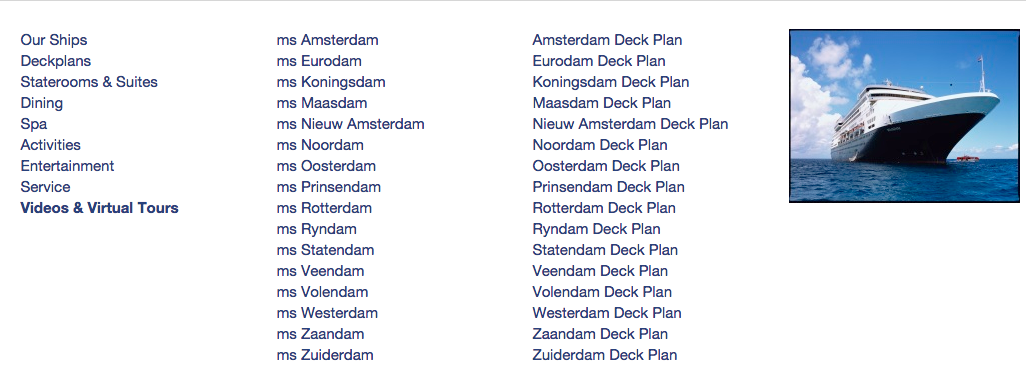 Our Ships
Deckplans
Staterooms & Suites
Dining
Spa
Activities
Entertainment
Service
Videos & Virtual Tours
ms Amsterdam
ms Eurodam
ms Koningsdam
ms Maasdam
ms Nieuw Amsterdam
ms Noordam
ms Oosterdam
ms Prinsendam
ms Rotterdam
ms Ryndam
ms Statendam
ms Veendam
ms Volendam
ms Westerdam
ms Zaandam
ms Zuiderdam
Amsterdam Deck Plan
Eurodam Deck Plan
Koningsdam Deck Plan
Maasdam Deck Plan
Nieuw Amsterdam Deck Plan
Noordam Deck Plan
Oosterdam Deck Plan
Prinsendam Deck Plan
Rotterdam Deck Plan
Ryndam Deck Plan
Statendam Deck Plan
Veendam Deck Plan
Volendam Deck Plan
Westerdam Deck Plan
Zaandam Deck Plan
Zuiderdam Deck Plan